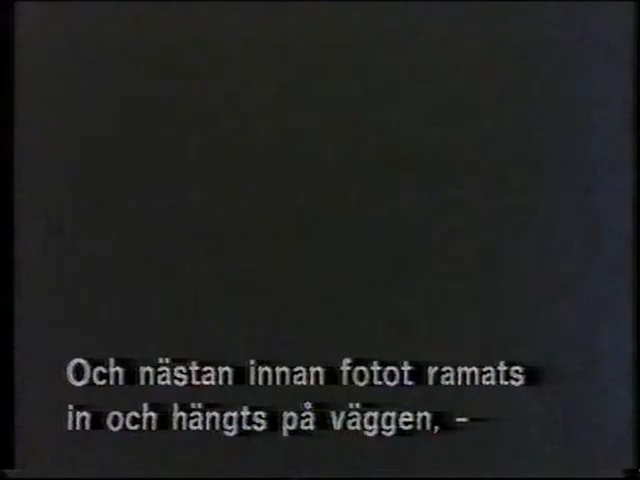 Och nästan innan fotot ramats
in och hängts på väggen, -